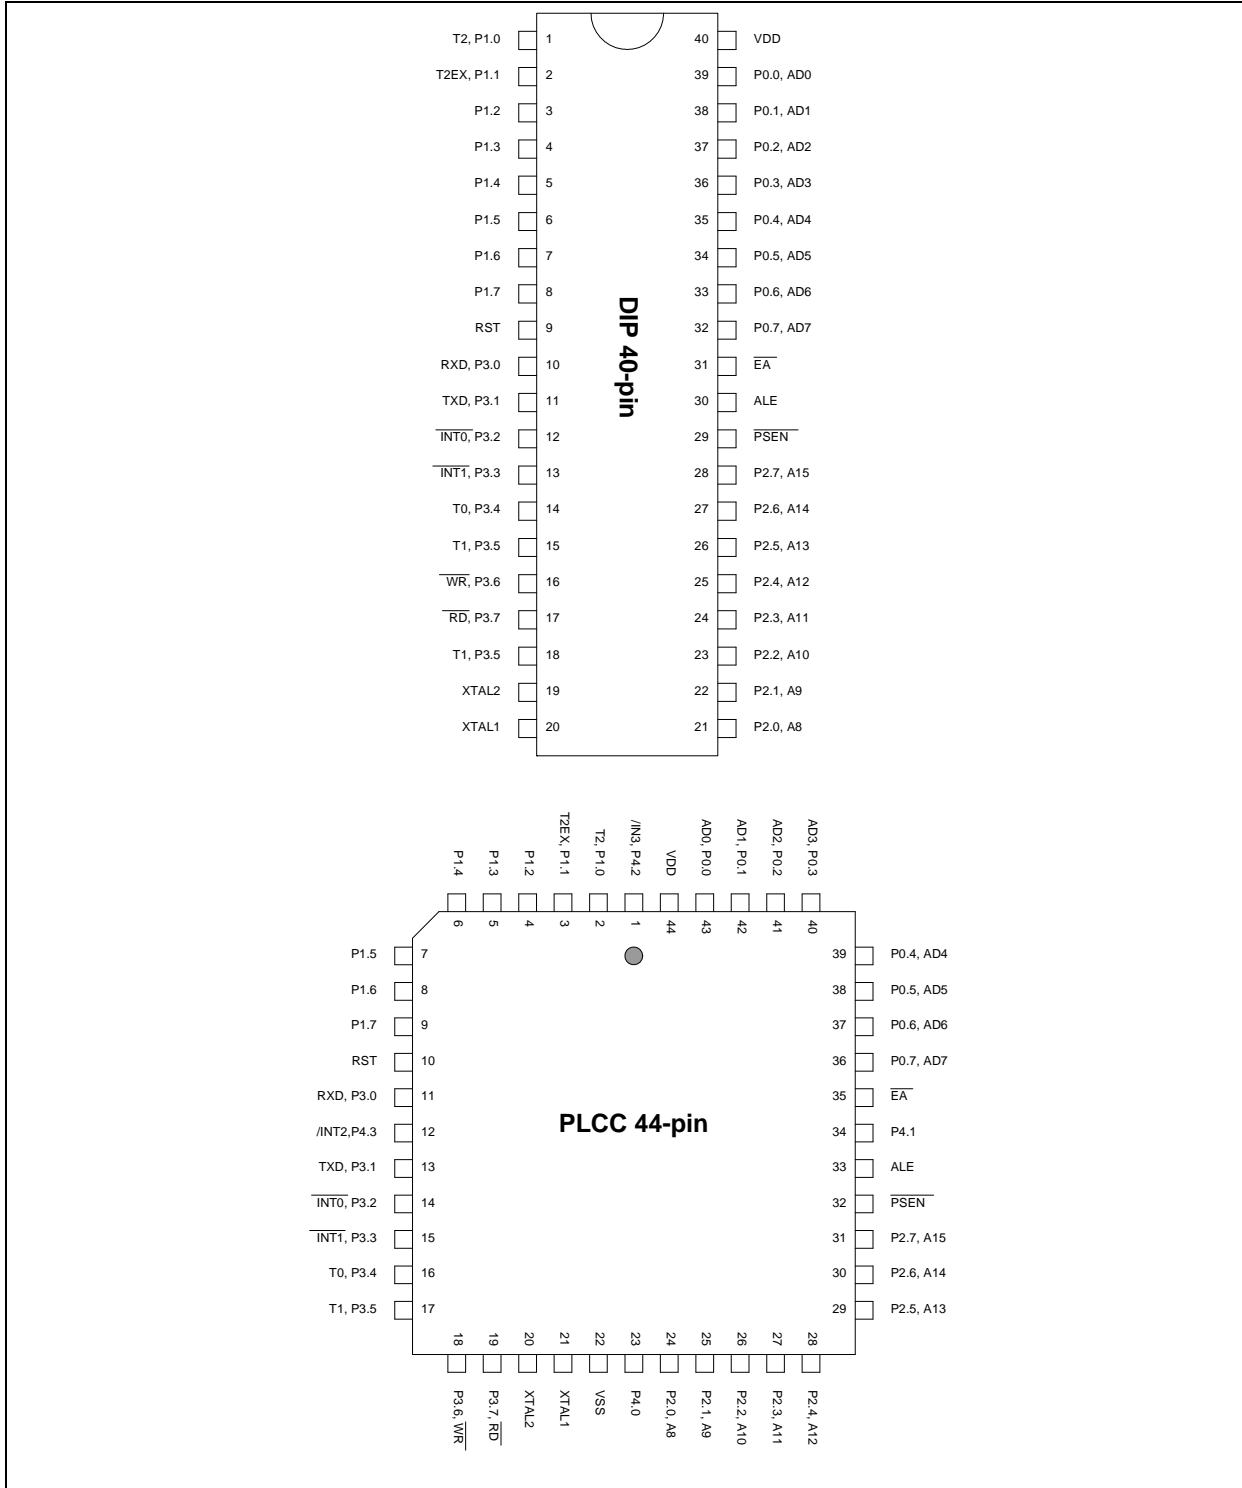 T2, P1.0 1 40 VDD
T2EX, P1.1 2 39 P0.0, AD0
P1.2 3 38 P0.1, AD1
P1.3 4 37 P0.2, AD2
P1.4 5 36 P0.3, AD3
P1.5 6 35 P0.4, AD4
P1.6 7 34 P0.5, AD5
P1.7 8 33 P0.6, AD6
RST 9 32 P0.7, AD7
RXD, P3.0 10 31 EA
TXD, P3.1 11 30 ALE
INT0, P3.2 12 29 PSEN
INT1, P3.3 13 28 P2.7, A15
T0, P3.4 14 27 P2.6, A14
T1, P3.5 15 26 P2.5, A13
WR, P3.6 16 25 P2.4, A12
RD, P3.7 17 24 P2.3, A11
T1, P3.5 18 23 P2.2, A10
XTAL2 19 22 P2.1, A9
XTAL1 20 21 P2.0, A8
DIP 40-pin
P1.4 P1.3 P1.2 T2EX, P1.1 T2, P1.0 /IN3, P4.2 VDD AD0, P0.0 AD1, P0.1 AD2, P0.2 AD3, P0.3
6 5 4 3 2 1 44 43 42 41 40
P1.5 7 39 P0.4, AD4
P1.6 8 38 P0.5, AD5
P1.7 9 37 P0.6, AD6
RST 10 36 P0.7, AD7
RXD, P3.0 11 35 EA
/INT2,P4.3 12 34 P4.1
TXD, P3.1 13 33 ALE
INT0, P3.2 14 32 PSEN
INT1, P3.3 15 31 P2.7, A15
T0, P3.4 16 30 P2.6, A14
T1, P3.5 17 29 P2.5, A13
PLCC 44-pin
18 19 20 21 22 23 24 25 26 27 28
P3.6, WR P3.7, RD XTAL2 XTAL1 VSS P4.0 P2.0, A8 P2.1, A9 P2.2, A10 P2.3, A11 P2.4, A12